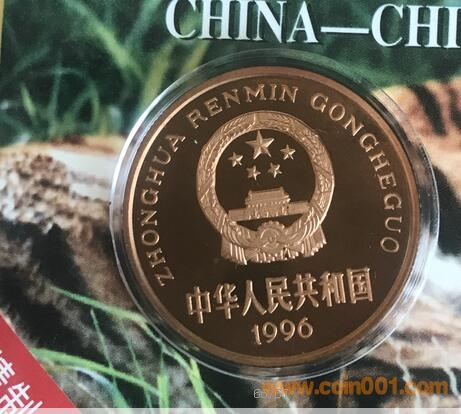 CHINA—CHI
ZHONGHUA RENMIN GONGHEGUO
中华人民共和国
1996
www.coin001.com